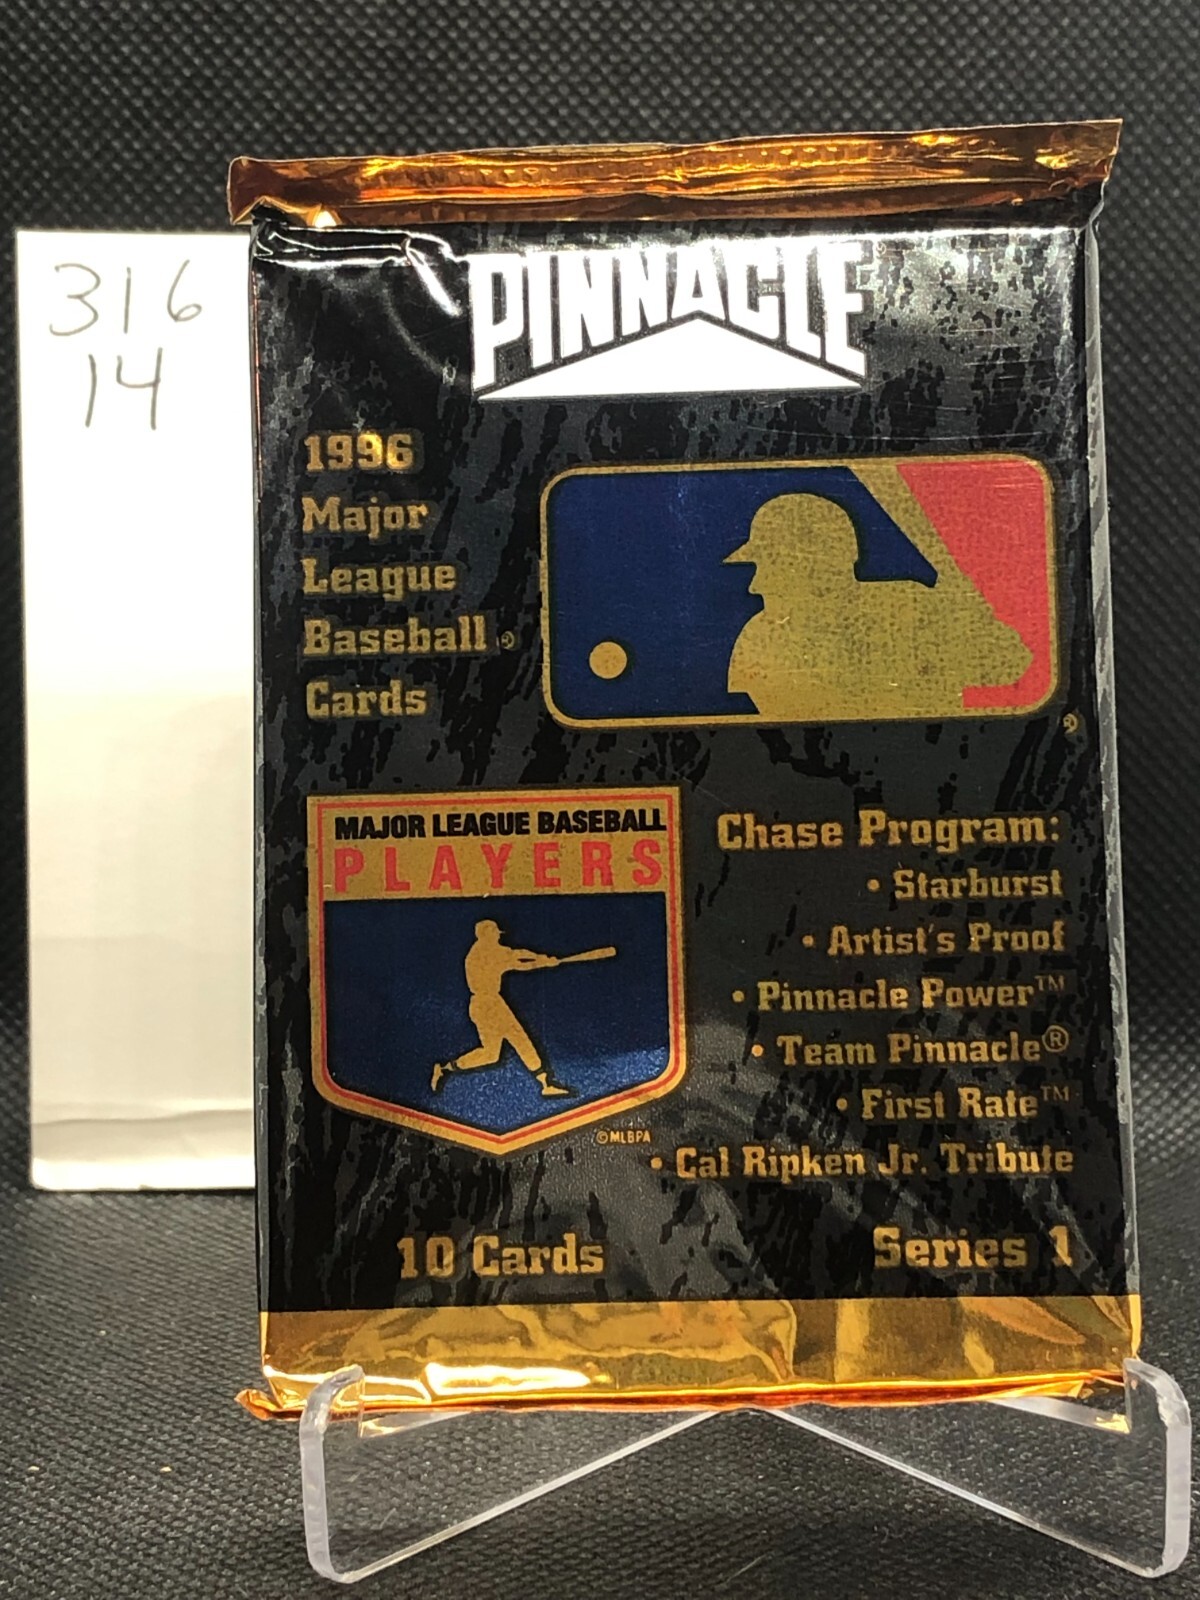 316
14
PINNACLE
1996
Major
League
Baseball®
Cards
®
MAJOR LEAGUE BASEBALL
PLAYERS
©MLBPA
Chase Program:
• Starburst
• Artist's Proof
• Pinnacle Power™
• Team Pinnacle®
• First Rate™
• Cal Ripken Jr. Tribute
10 Cards
Series 1